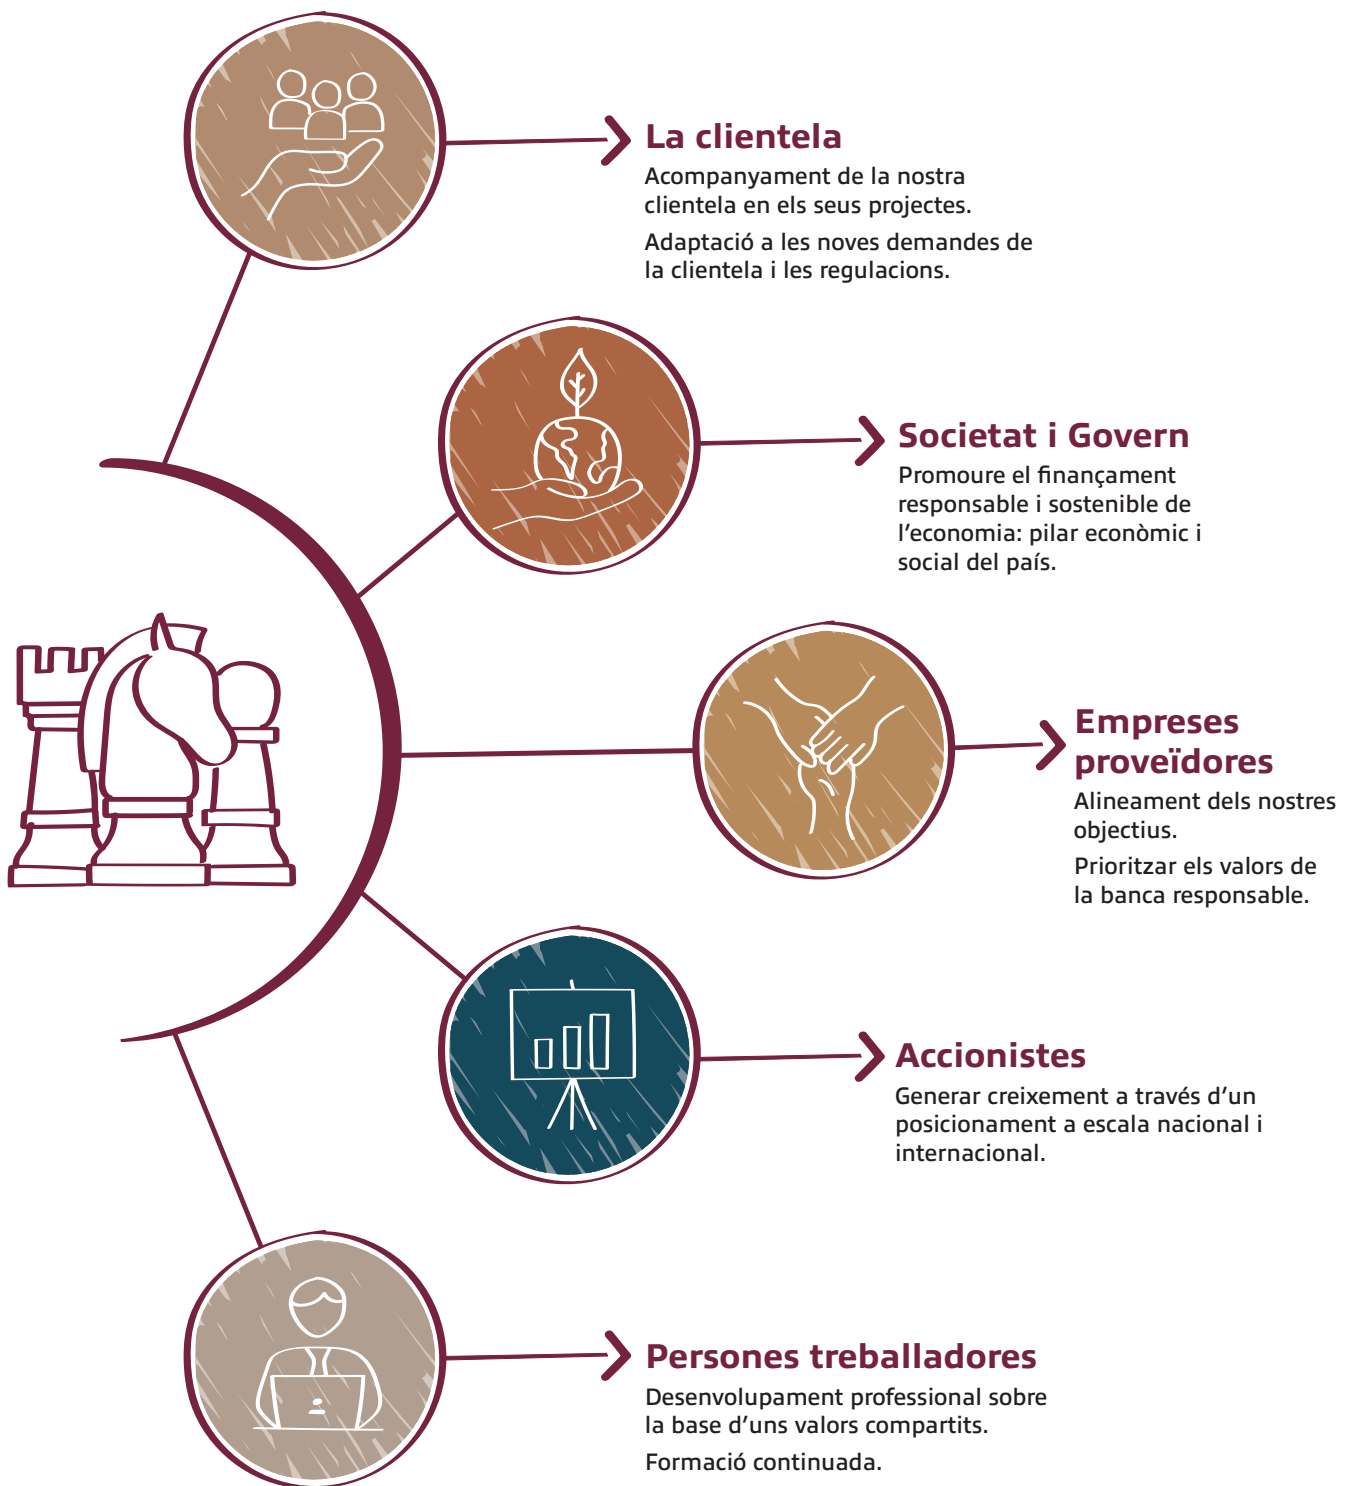 La clientela
Acompanyament de la nostra
clientela en els seus projectes.
Adaptació a les noves demandes de
la clientela i les regulacions.
Societat i Govern
Promoure el finançament
responsable i sostenible de
l’economia: pilar econòmic i
social del país.
Empreses
proveïdores
Alineament dels nostres
objectius.
Prioritzar els valors de
la banca responsable.
Accionistes
Generar creixement a través d’un
posicionament a escala nacional i
internacional.
Persones treballadores
Desenvolupament professional sobre
la base d’uns valors compartits.
Formació continuada.